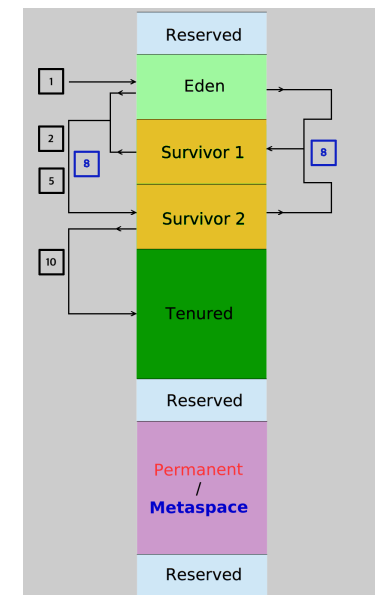 Reserved
1
Eden
2
8
Survivor 1
8
5
Survivor 2
10
Tenured
Reserved
Permanent
/
Metaspace
Reserved